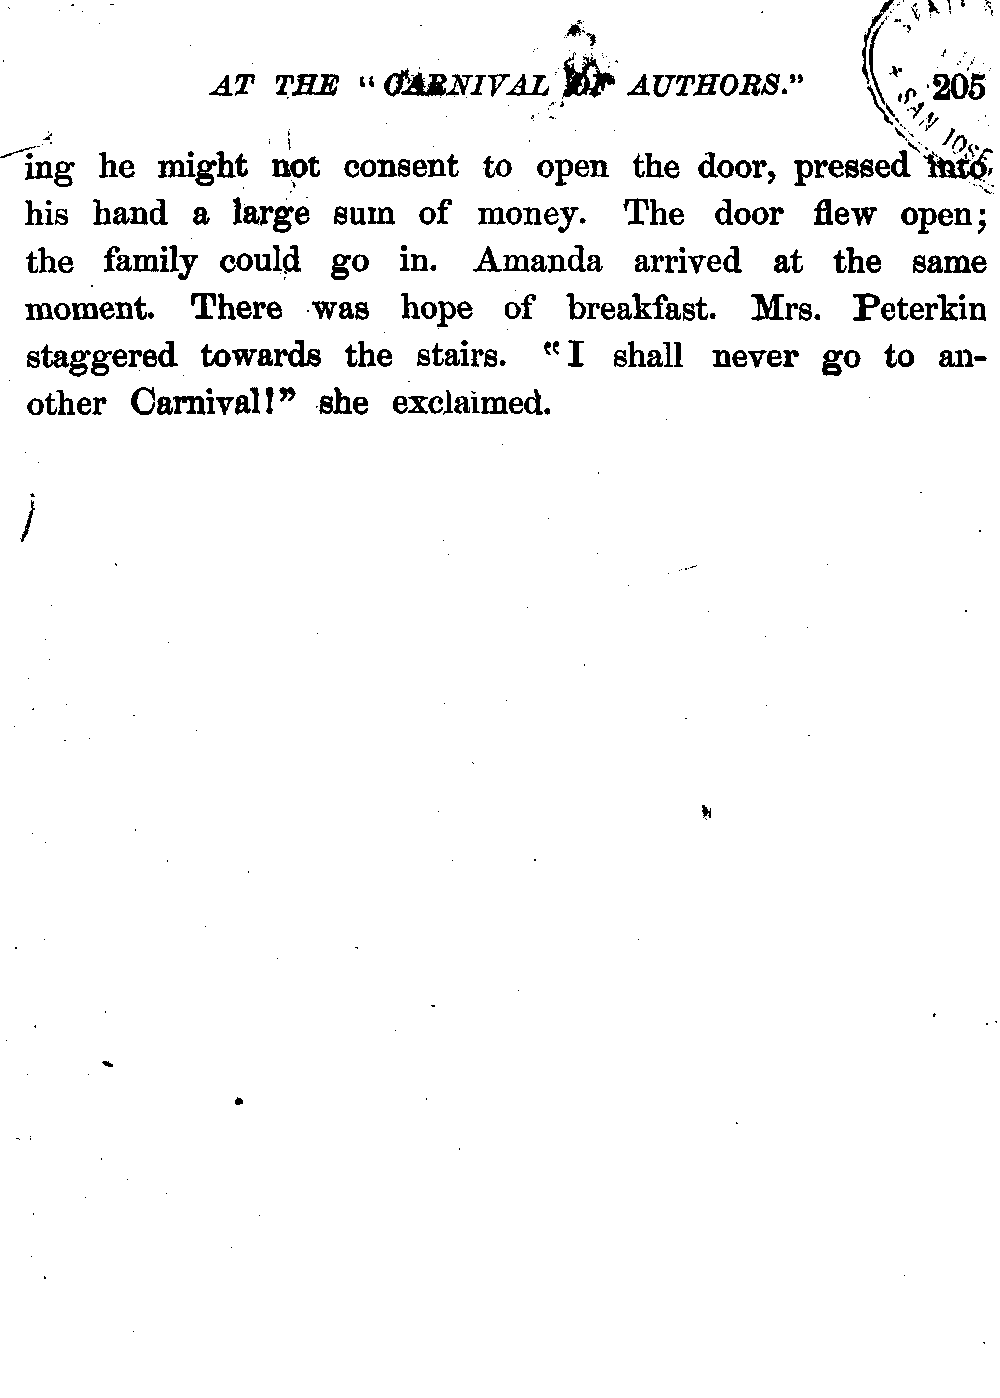 AT THE "CARNIVAL OF AUTHORS." 205
ing he might not consent to open the door, pressed into
his hand a large sum of money. The door flew open;
the family could go in. Amanda arrived at the same
moment. There was hope of breakfast. Mrs. Peterkin
staggered towards the stairs. "I shall never go to an-
other Carnival!" she exclaimed.
SAN JOSE